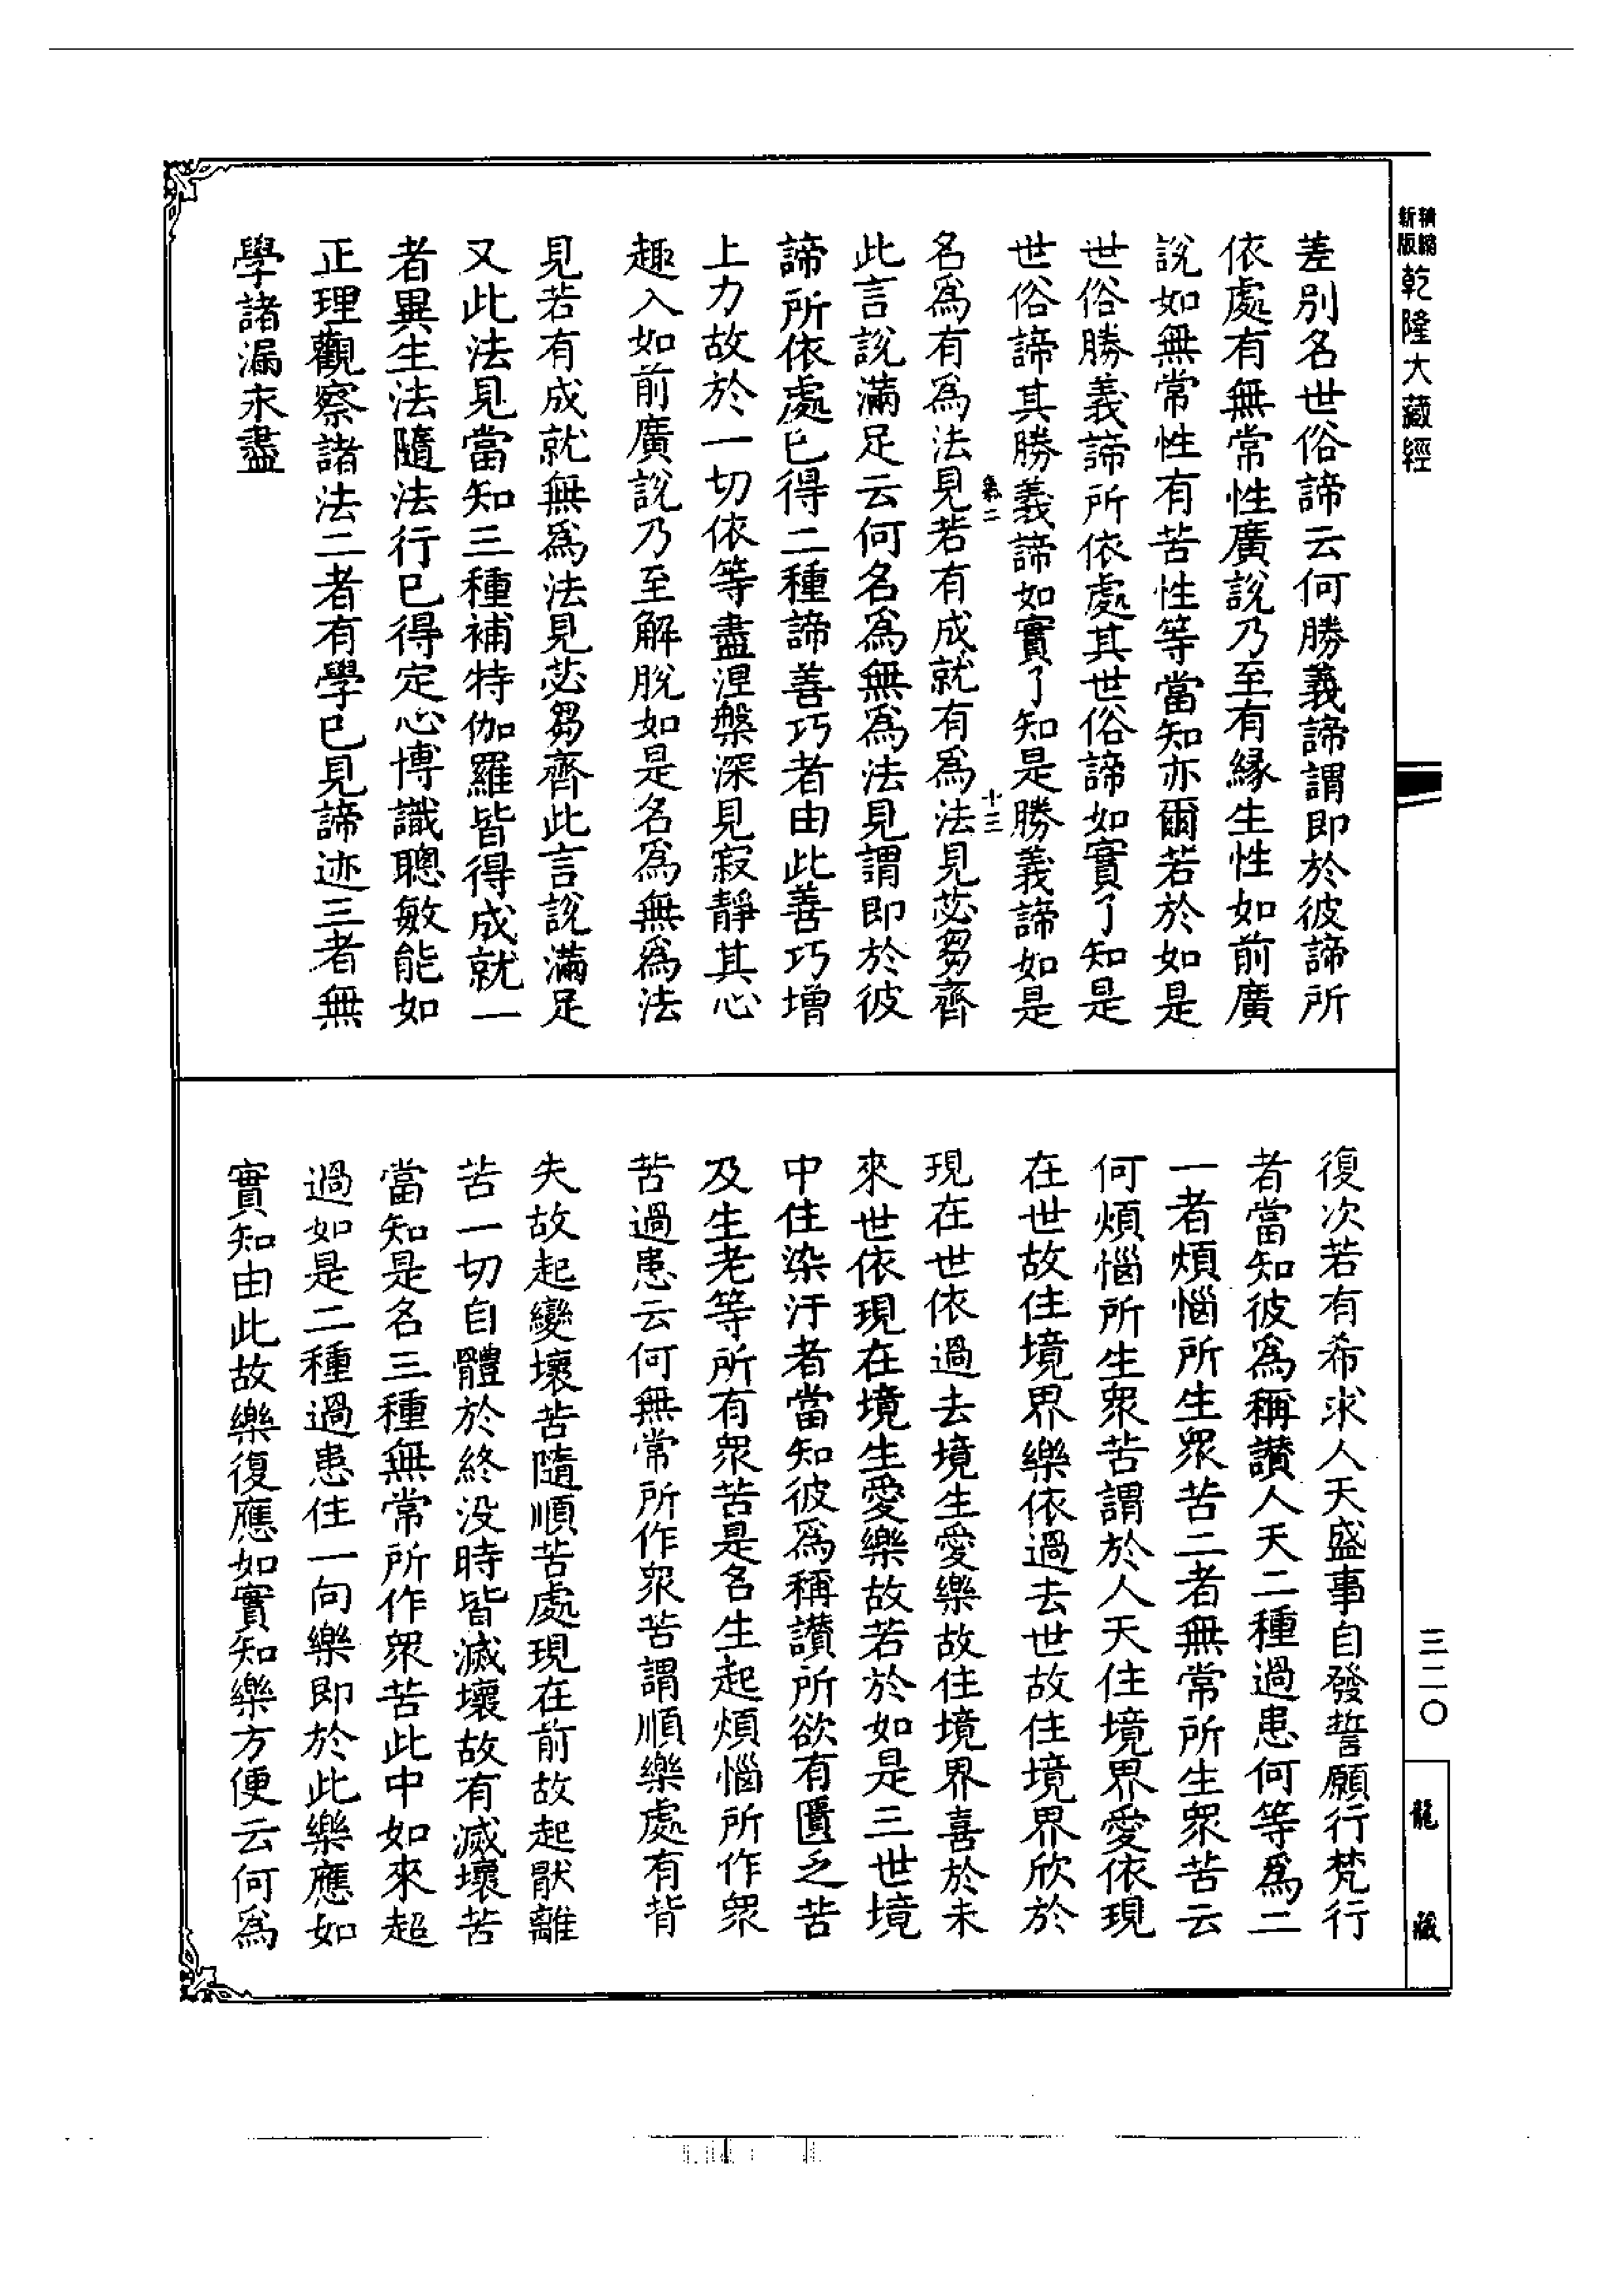 精縮新版乾隆大藏經
差別名世俗諦云何勝義諦謂即於彼諦所
依處有無常性廣說乃至有緣生性如前廣
說如無常性有苦性等當知亦爾若於如是
世俗勝義諦所依處其世俗諦如實了知是
世俗諦其勝義諦如實了知是勝義諦如是
十三
名為有為法見若有成就有為法見苾芻齊
此言說滿足云何名為無為法見謂即於彼
諦所依處已得二種諦善巧者由此善巧增
上力故於一切依等盡涅槃深見寂靜其心
趣入如前廣說乃至解脫如是名為無為法
見若有成就無為法見苾芻齊此言說滿足
又此法見當知三種補特伽羅皆得成就一
者異生法隨法行已得定心博識聰敏能如
正理觀察諸法二者有學已見諦迹三者無
學諸漏永盡
復次若有希求人天盛事自發誓願行梵行
者當知彼為稱讚人天二種過患何等為二
一者煩惱所生眾苦二者無常所生眾苦云
何煩惱所生眾苦謂於人天住境界愛依現
在世故住境界樂依過去世故住境界欣於
現在世依過去境生愛樂故住境界喜於未
來世依現在境生愛樂故若於如是三世境
中住染汙者當知彼為稱讚所欲有匱乏苦
及生老等所有眾苦是名生起煩惱所作眾
苦過患云何無常所作眾苦謂順樂處有背
失故起變壞苦隨順苦處現在前故起猒離
苦一切自體於終没時皆滅壞故有滅壞苦
當知是名三種無常所作眾苦此中如來超
過如是二種過患住一向樂即於此樂應如
實知由此故樂復應如實知樂方便云何為
三二〇
龍藏